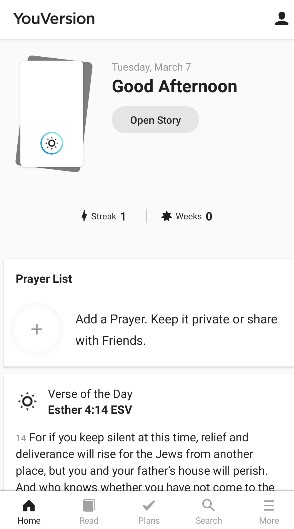 YouVersion
Tuesday, March 7
Good Afternoon
Open Story
Streak 1
Weeks 0
Prayer List
Add a Prayer. Keep it private or share
with Friends.
Verse of the Day
Esther 4:14 ESV
14 For if you keep silent at this time, relief and
deliverance will rise for the Jews from another
place, but you and your father's house will perish.
And who knows whether you have not come to the
Home
Read
Plans
Search
More